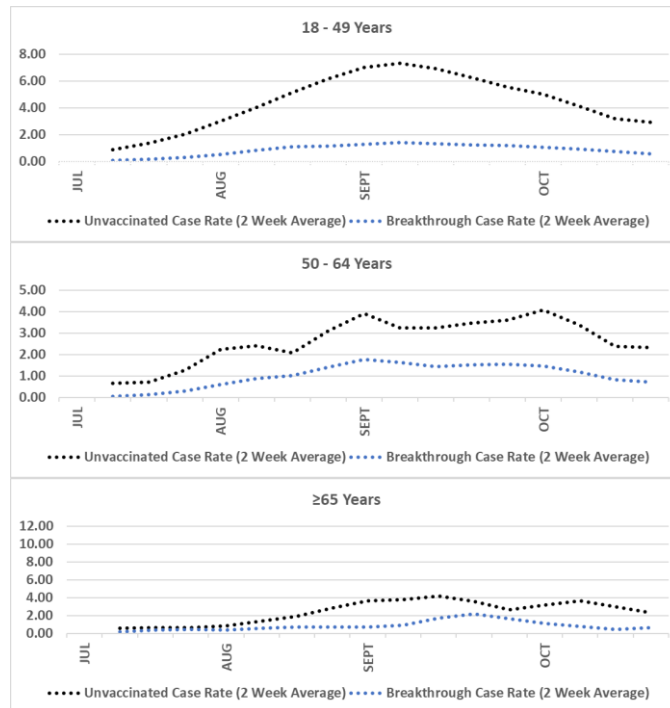 18 - 49 Years
8.00
6.00
4.00
2.00
0.00
JUL
AUG
SEPT
OCT
Unvaccinated Case Rate (2 Week Average) Breakthrough Case Rate (2 Week Average)
50 - 64 Years
5.00
4.00
3.00
2.00
1.00
0.00
JUL
AUG
SEPT
OCT
Unvaccinated Case Rate (2 Week Average) Breakthrough Case Rate (2 Week Average)
≥65 Years
12.00
10.00
8.00
6.00
4.00
2.00
0.00
JUL
AUG
SEPT
OCT
Unvaccinated Case Rate (2 Week Average) Breakthrough Case Rate (2 Week Average)